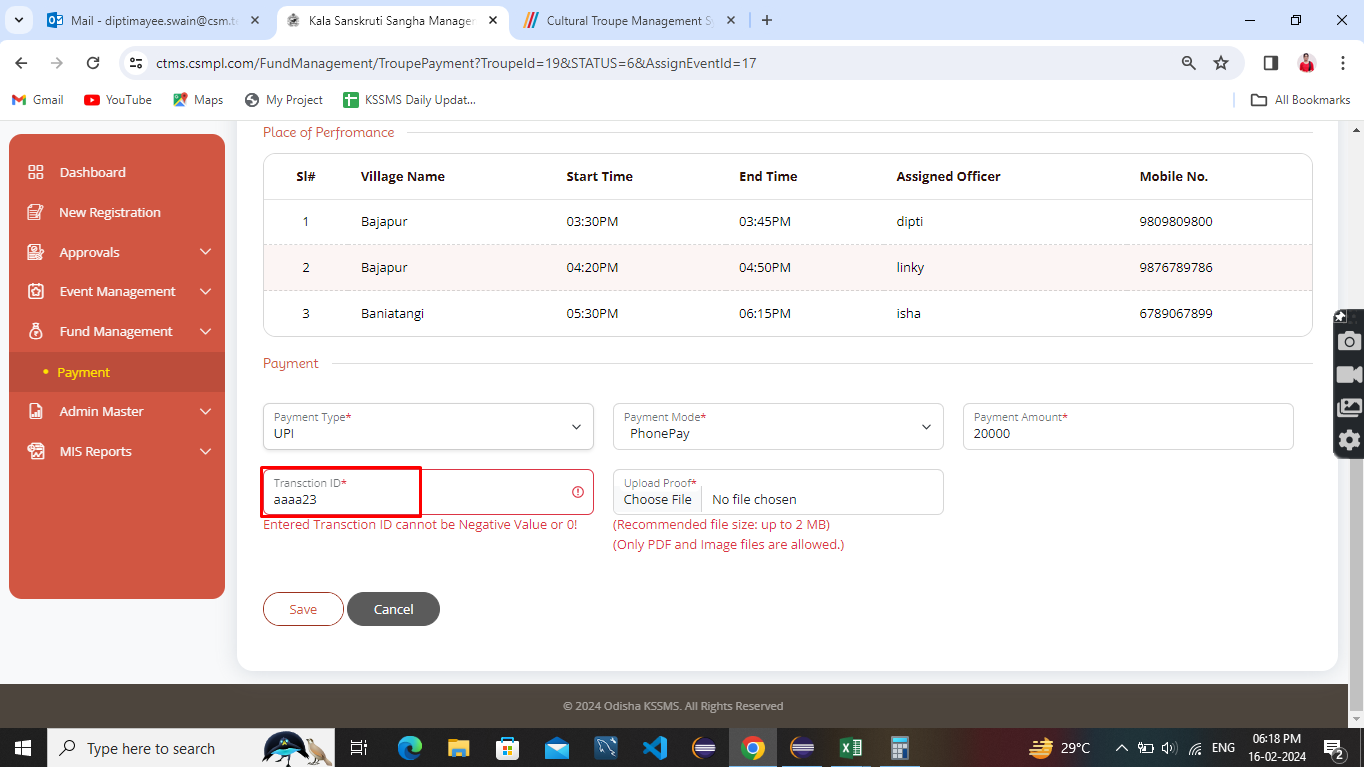 Mail - diptimayee.swain@csm.te
Kala Sanskruti Sangha Manager
Cultural Troupe Management S
ctms.csmpl.com/FundManagement/TroupePayment?TroupeId=19&STATUS=6&AssignEventId=17
Gmail YouTube Maps My Project KSSMS Daily Updat... All Bookmarks
Dashboard
New Registration
Approvals
Event Management
Fund Management
Payment
Admin Master
MIS Reports
Place of Perfromance
Sl# Village Name Start Time End Time Assigned Officer Mobile No.
1 Bajapur 03:30PM 03:45PM dipti 9809809800
2 Bajapur 04:20PM 04:50PM linky 9876789786
3 Baniatangi 05:30PM 06:15PM isha 6789067899
Payment
Payment Type* Payment Mode* Payment Amount*
UPI PhonePay 20000
Transction ID* Upload Proof*
aaaa23 Choose File No file chosen
Entered Transction ID cannot be Negative Value or 0! (Recommended file size: up to 2 MB)
(Only PDF and Image files are allowed.)
Save Cancel
© 2024 Odisha KSSMS. All Rights Reserved
Type here to search 29°C ENG 06:18 PM
16-02-2024 2